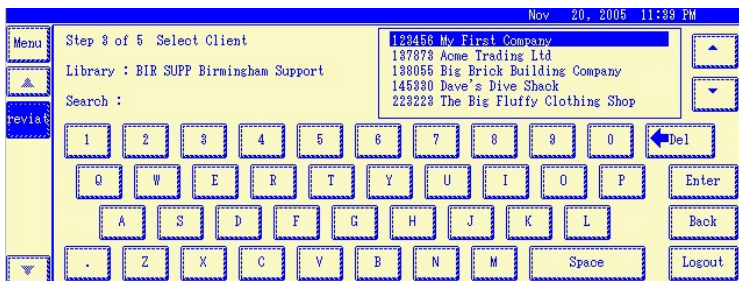 Nov 20, 2005 11:39 PM
Menu
Step 3 of 5 Select Client
Library : BIR SUPP Birmingham Support
Search :
123456 My First Company
137873 Acme Trading Ltd
138055 Big Brick Building Company
145330 Dave's Dive Shack
223223 The Big Fluffy Clothing Shop
reviat
1 2 3 4 5 6 7 8 9 0 Del
Q W E R T Y U I O P Enter
A S D F G H J K L Back
. Z X C V B N M Space Logout